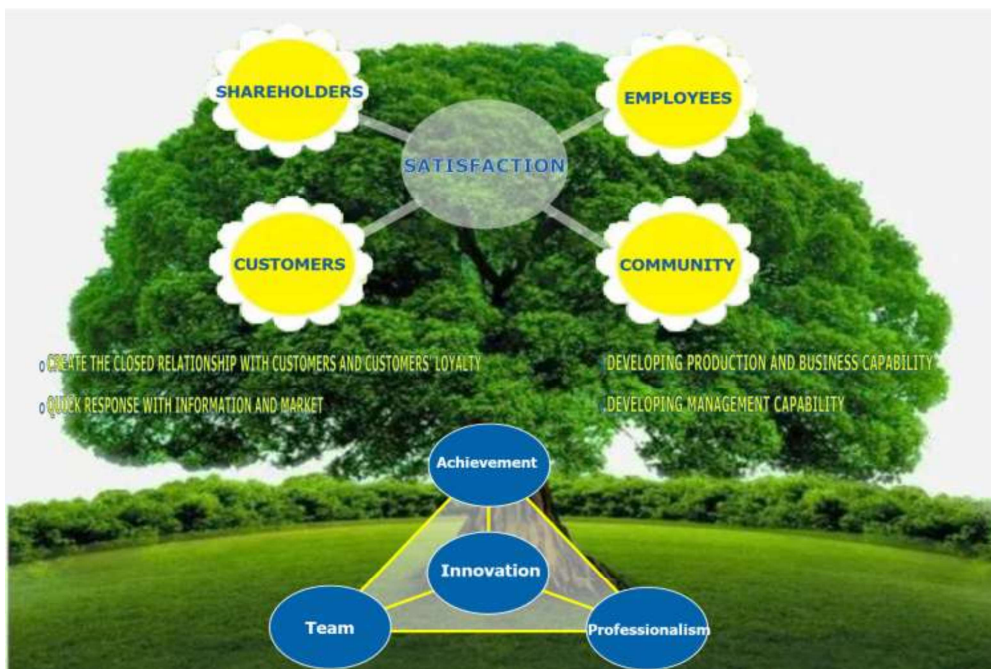 SHAREHOLDERS
EMPLOYEES
SATISFACTION
CUSTOMERS
COMMUNITY
CREATE THE CLOSED RELATIONSHIP WITH CUSTOMERS AND CUSTOMERS' LOYALTY
DEVELOPING PRODUCTION AND BUSINESS CAPABILITY
QUICK RESPONSE WITH INFORMATION AND MARKET
DEVELOPING MANAGEMENT CAPABILITY
Achievement
Innovation
Team
Professionalism